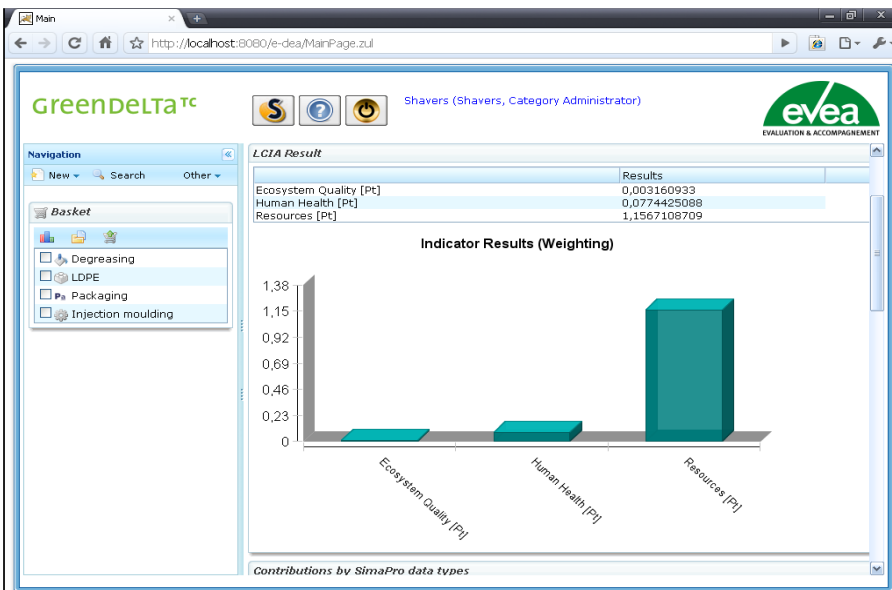 Main
http://localhost:8080/e-dea/MainPage.zul
GREENDELTATC
Shavers (Shavers, Category Administrator)
evea
EVALUATION & ACCOMPAGNEMENT
Navigation
New
Search
Other
Basket
Degreasing
LDPE
Pa Packaging
Injection moulding
LCIA Result
Results
Ecosystem Quality [Pt] 0,003160933
Human Health [Pt] 0,0774425088
Resources [Pt] 1,1567108709
Indicator Results (Weighting)
1,38
1,15
0,92
0,69
0,46
0,23
0
Ecosystem Quality [Pt]
Human Health [Pt]
Resources [Pt]
Contributions by SimaPro data types